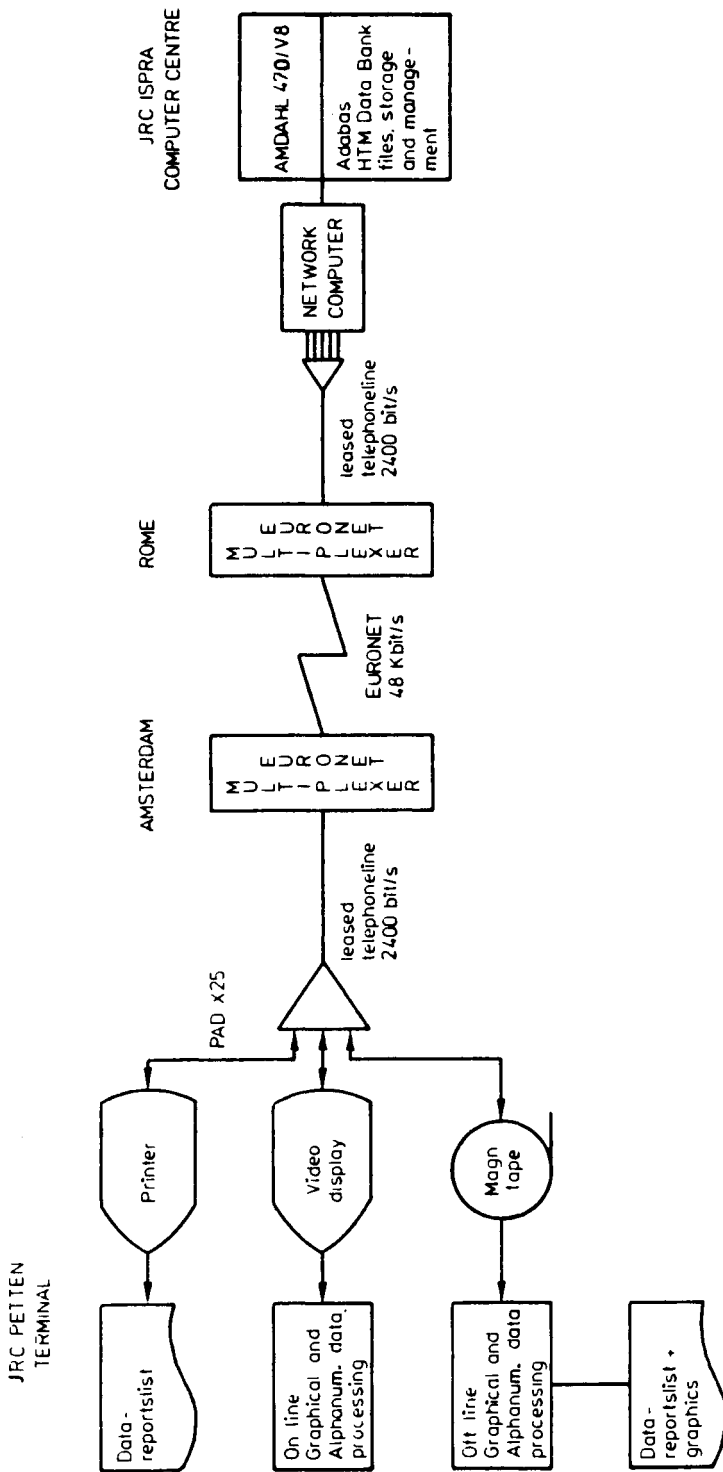 JRC PETTEN
TERMINAL
Data-
reportslist
Printer
PAD X25
On line
Graphical and
Alphanum. data.
processing
Video
display
Off line
Graphical and
Alphanum. data
processing
Magn
tape
Data-
reportslist +
graphics
leased
telephoneline
2400 bit/s
AMSTERDAM
EURONET
MULTIPLEXER
EURONET
48 Kbit/s
ROME
EURONET
MULTIPLEXER
leased
telephoneline
2400 bit/s
NETWORK
COMPUTER
JRC ISPRA
COMPUTER CENTRE
AMDAHL 470/V8
Adabas
HTM Data Bank
files, storage
and manage-
ment